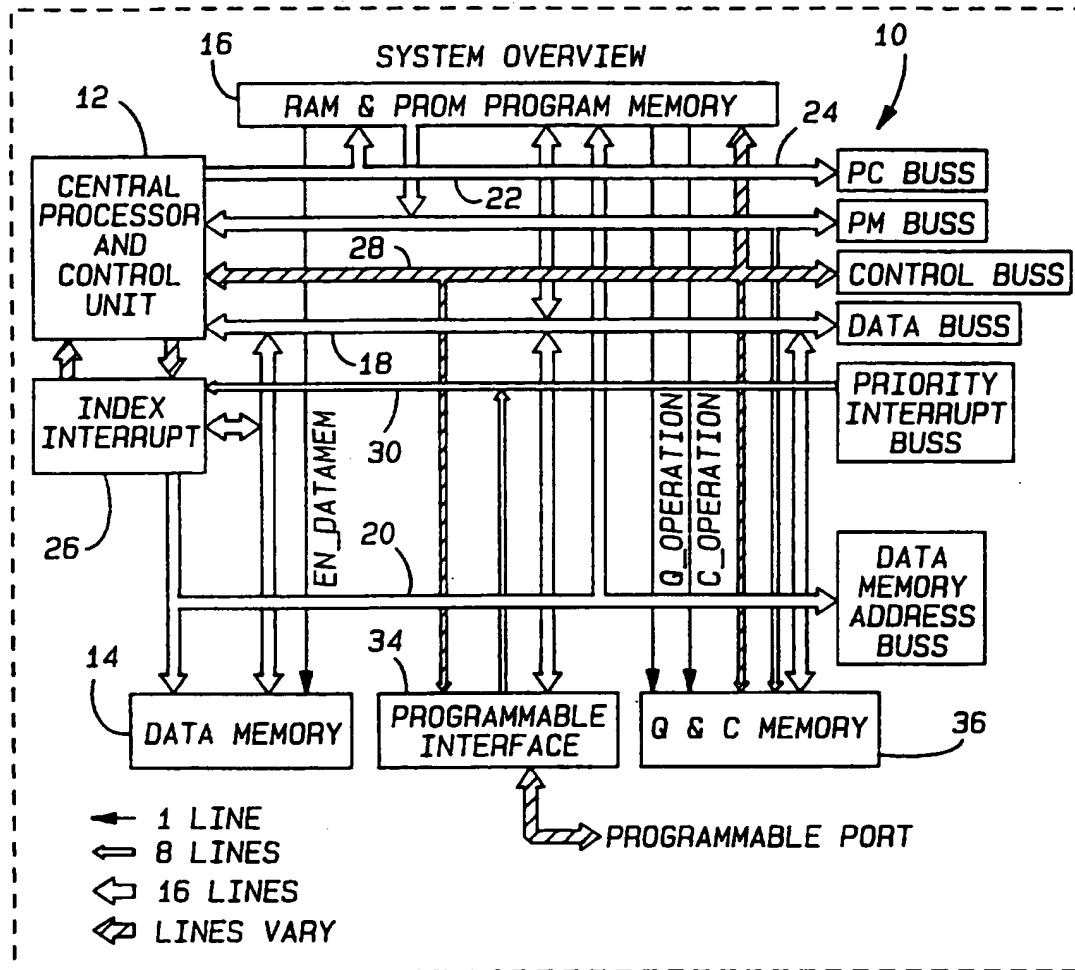 SYSTEM OVERVIEW
10
16
RAM & PROM PROGRAM MEMORY
12
24
CENTRAL
PROCESSOR
AND
CONTROL
UNIT
22
PC BUSS
PM BUSS
28
CONTROL BUSS
18
DATA BUSS
INDEX
INTERRUPT
30
PRIORITY
INTERRUPT
BUSS
26
EN_DATAMEM
Q_OPERATION
C_OPERATION
20
DATA
MEMORY
ADDRESS
BUSS
14
DATA MEMORY
34
PROGRAMMABLE
INTERFACE
Q & C MEMORY
36
1 LINE
8 LINES
16 LINES
LINES VARY
PROGRAMMABLE PORT